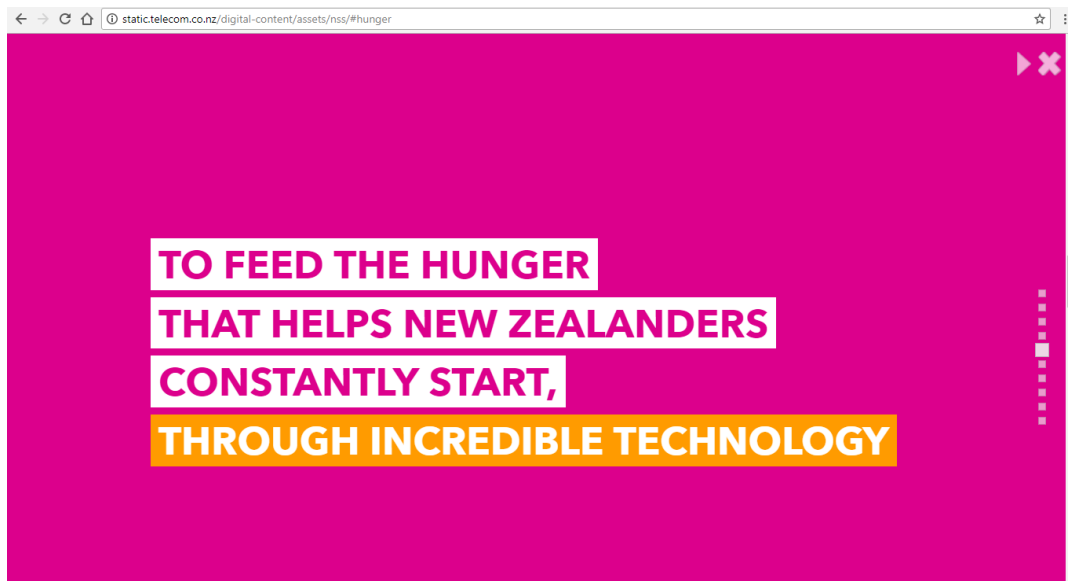 static.telecom.co.nz/digital-content/assets/nss/#hunger
TO FEED THE HUNGER
THAT HELPS NEW ZEALANDERS
CONSTANTLY START,
THROUGH INCREDIBLE TECHNOLOGY